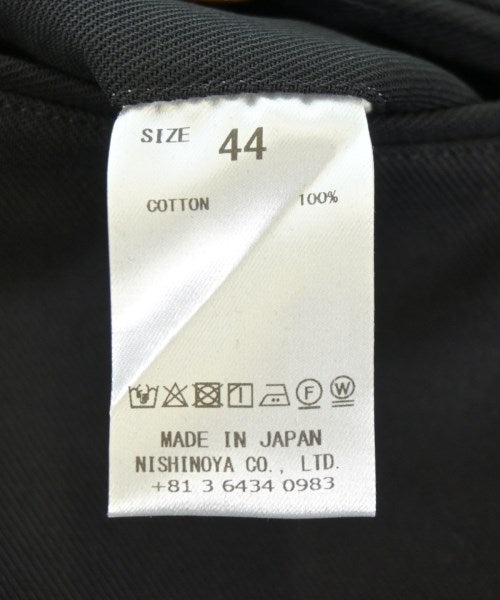 SIZE 44
COTTON 100%
F W
MADE IN JAPAN
NISHINOYA CO., LTD.
+81 3 6434 0983